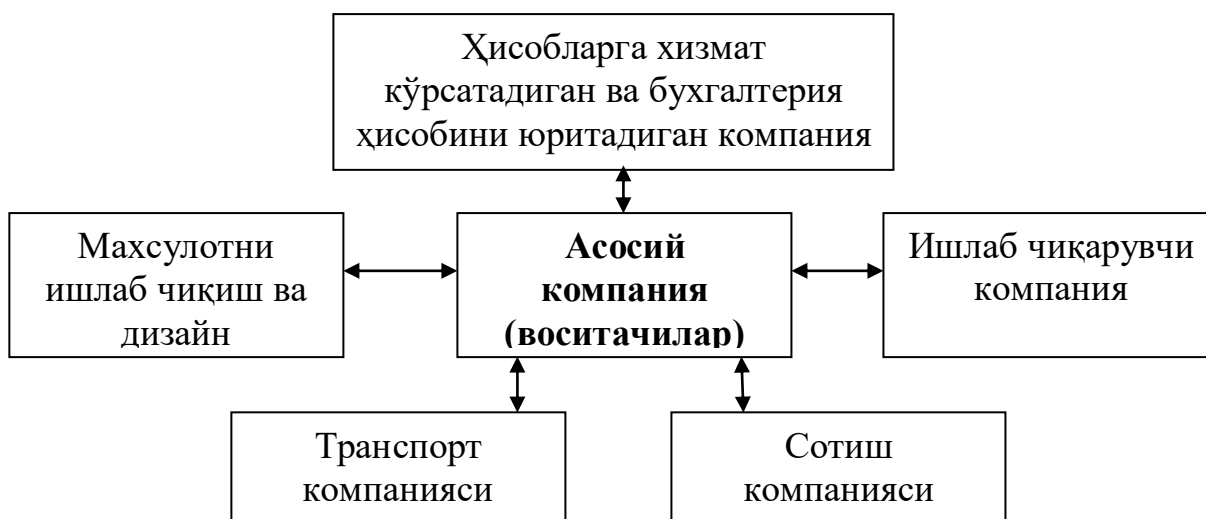 Ҳисобларга хизмат
кўрсатадиган ва бухгалтерия
ҳисобини юритадиган компания
Махсулотни
ишлаб чиқиш ва
дизайн
Асосий
компания
(воситачилар)
Ишлаб чиқарувчи
компания
Транспорт
компанияси
Сотиш
компанияси